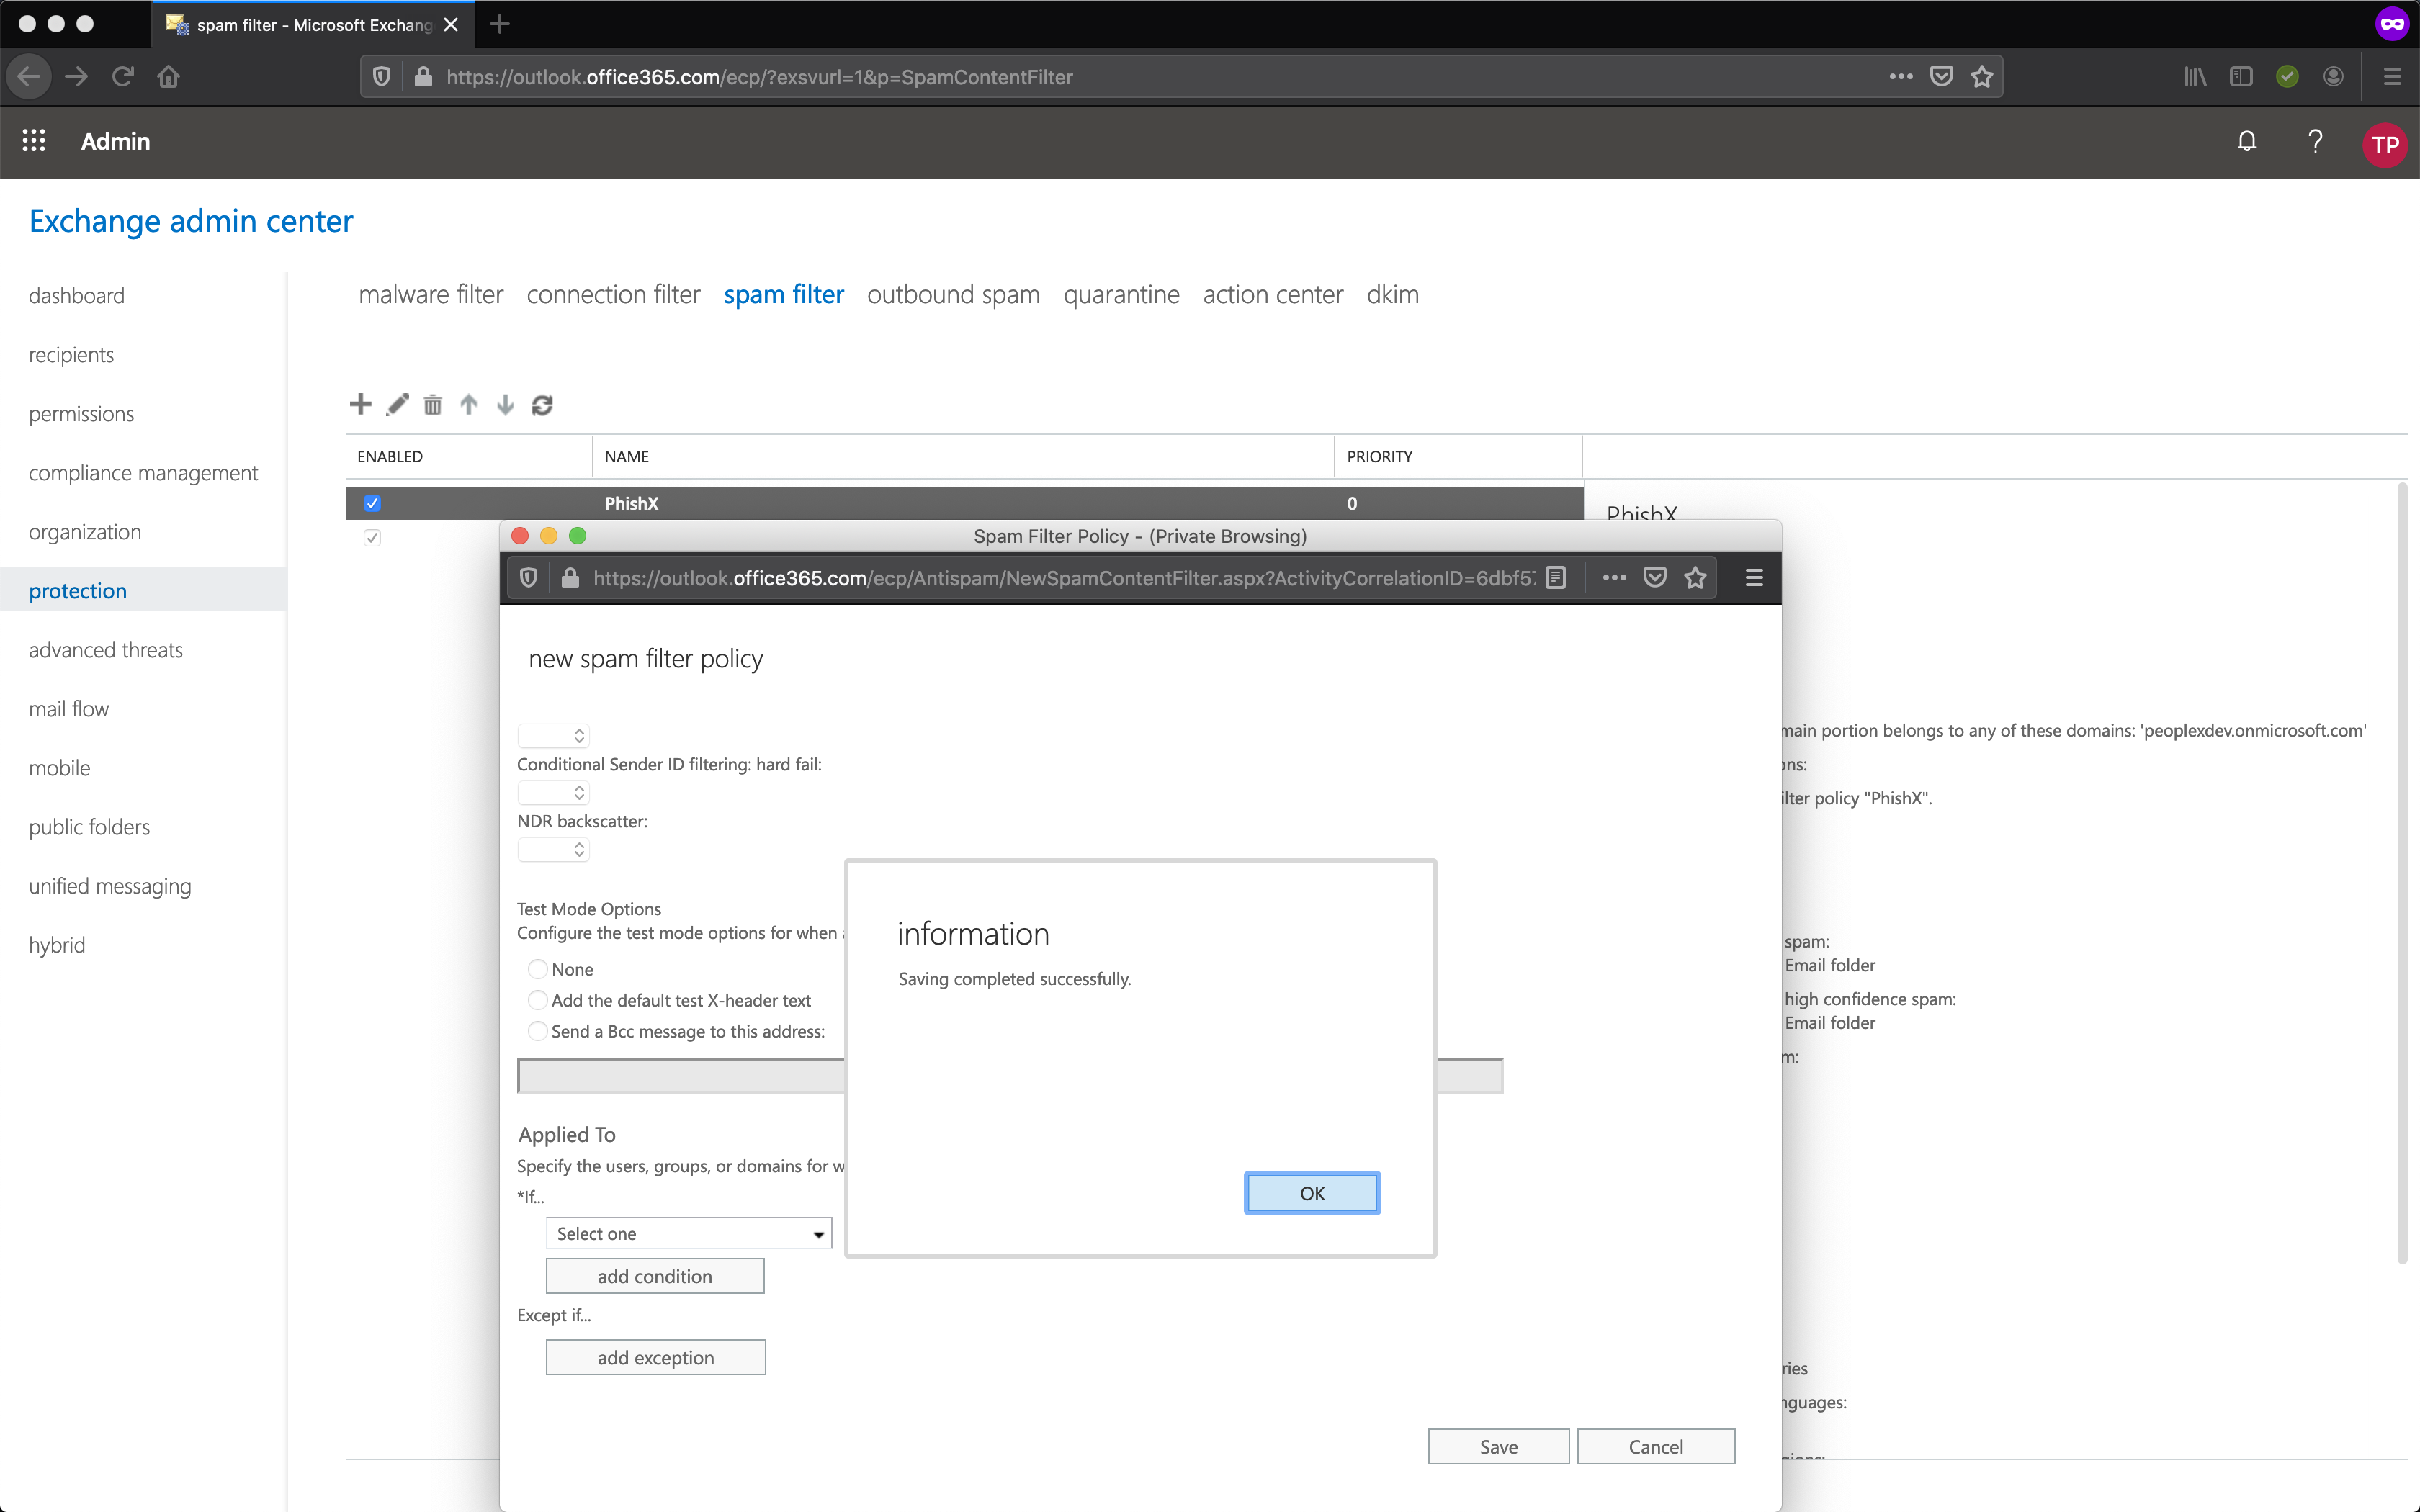 spam filter - Microsoft Exchang
https://outlook.office365.com/ecp/?exsvurl=1&p=SpamContentFilter
Admin
TP
Exchange admin center
dashboard
recipients
permissions
compliance management
organization
protection
advanced threats
mail flow
mobile
public folders
unified messaging
hybrid
malware filter connection filter spam filter outbound spam quarantine action center dkim
ENABLED NAME PRIORITY
PhishX 0
PhishX
main portion belongs to any of these domains: 'peoplexdev.onmicrosoft.com'
ons:
ilter policy "PhishX".
spam:
Email folder
high confidence spam:
Email folder
m:
ries
nguages:
Spam Filter Policy - (Private Browsing)
https://outlook.office365.com/ecp/Antispam/NewSpamContentFilter.aspx?ActivityCorrelationID=6dbf57
new spam filter policy
Conditional Sender ID filtering: hard fail:
NDR backscatter:
Test Mode Options
Configure the test mode options for when
None
Add the default test X-header text
Send a Bcc message to this address:
Applied To
Specify the users, groups, or domains for w
*If...
Select one
add condition
Except if...
add exception
Save Cancel
information
Saving completed successfully.
OK